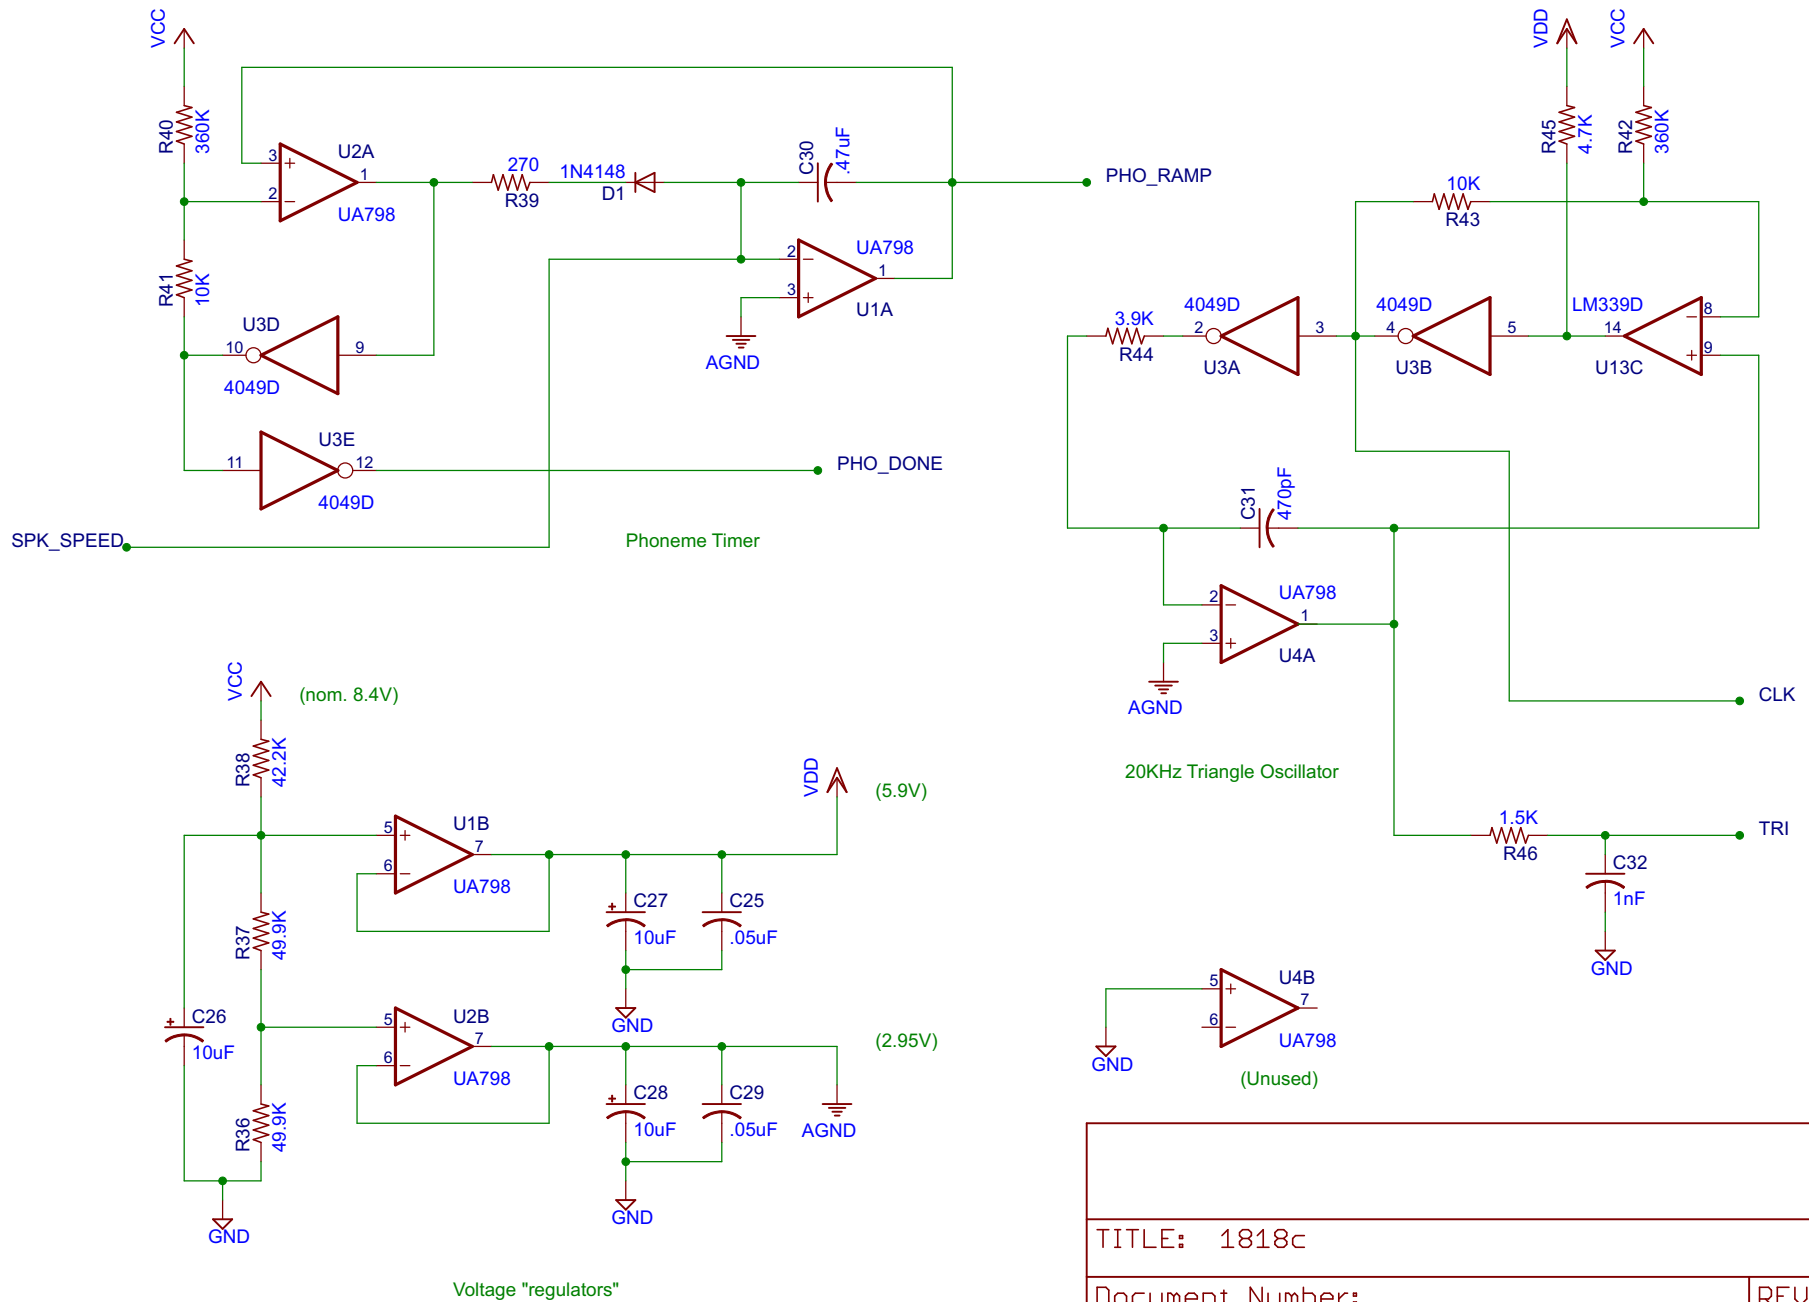 VCC
R40
360K
3
2
1
U2A
UA798
270
R39
1N4148
D1
C30
.47uF
PHO_RAMP
R41
10K
U3D
10
9
4049D
2
3
1
UA798
U1A
AGND
U3E
11
12
4049D
PHO_DONE
SPK_SPEED
Phoneme Timer
VDD
VCC
R45
4.7K
R42
360K
10K
R43
3.9K
R44
4049D
2
3
U3A
4049D
4
5
U3B
LM339D
14
8
9
U13C
C31
470pF
UA798
2
3
1
U4A
AGND
CLK
20KHz Triangle Oscillator
1.5K
R46
TRI
C32
1nF
GND
VCC
(nom. 8.4V)
R38
42.2K
VDD
(5.9V)
U1B
5
6
7
UA798
R37
49.9K
C27
10uF
C25
.05uF
GND
C26
10uF
U2B
5
6
7
UA798
(2.95V)
R36
49.9K
C28
10uF
C29
.05uF
AGND
GND
GND
Voltage "regulators"
U4B
5
6
7
UA798
GND
(Unused)
TITLE: 1818c
Document Number:
REV